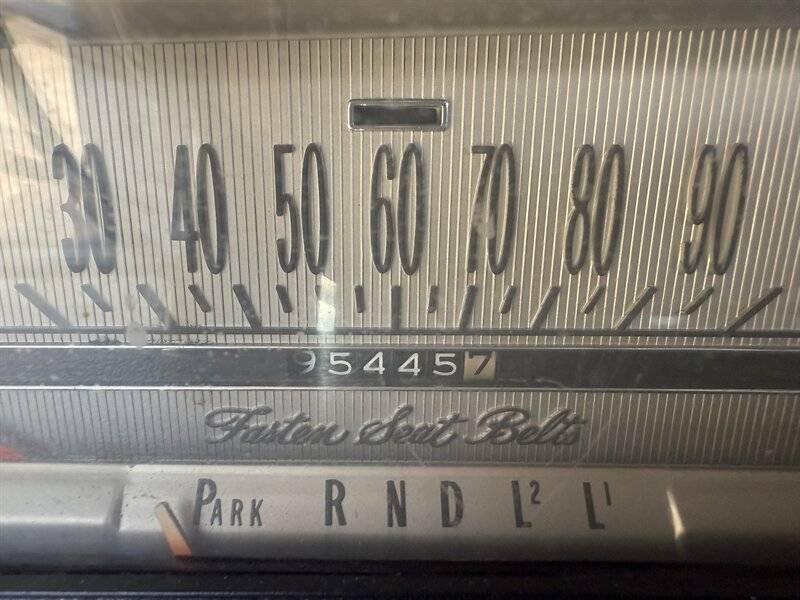 30 40 50 60 70 80 90
954457
Fasten Seat Belts
PARK R N D L² L¹